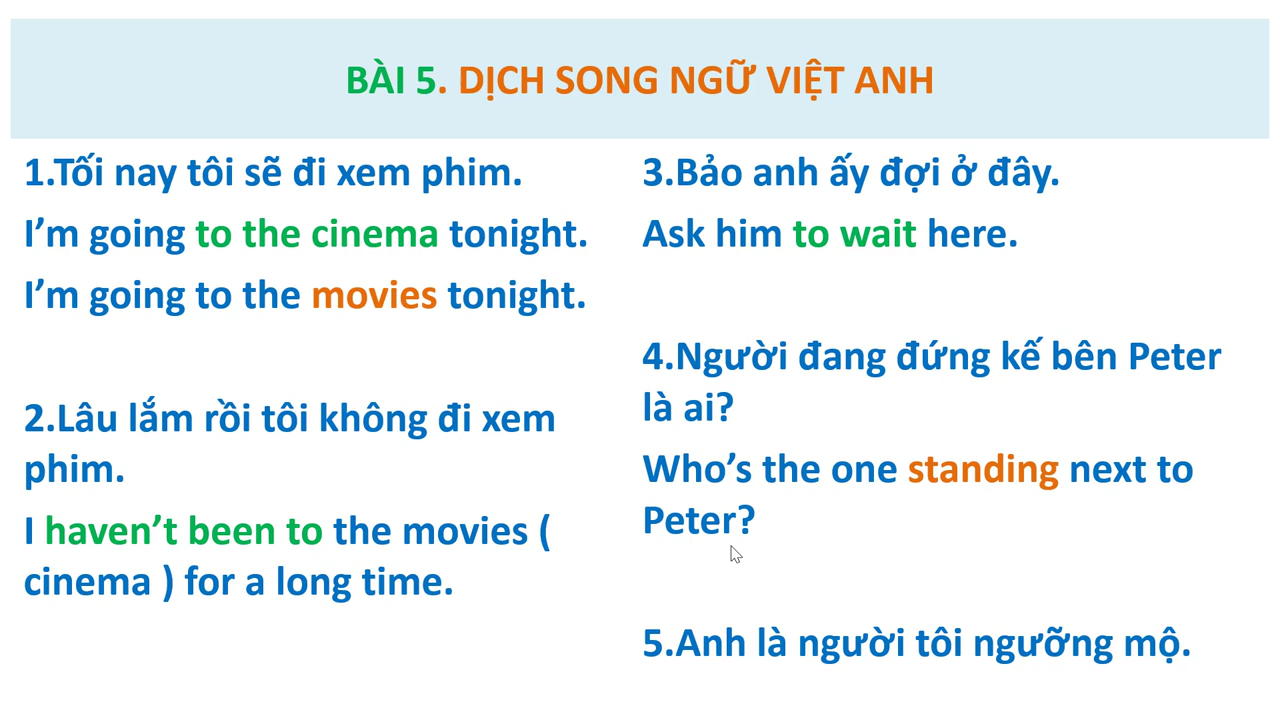 BÀI 5. DỊCH SONG NGỮ VIỆT ANH
1.Tối nay tôi sẽ đi xem phim.
I’m going to the cinema tonight.
I’m going to the movies tonight.
2.Lâu lắm rồi tôi không đi xem
phim.
I haven’t been to the movies (
cinema ) for a long time.
3.Bảo anh ấy đợi ở đây.
Ask him to wait here.
4.Người đang đứng kế bên Peter
là ai?
Who’s the one standing next to
Peter?
5.Anh là người tôi ngưỡng mộ.